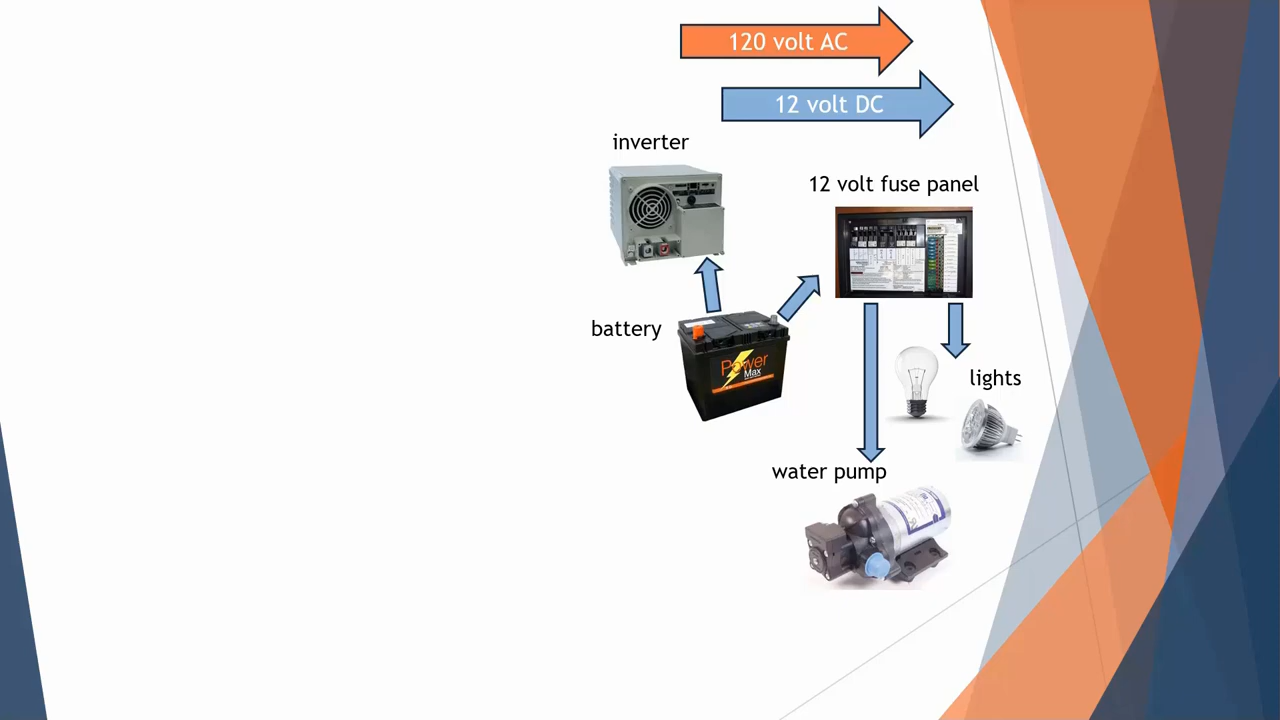 120 volt AC
12 volt DC
inverter
12 volt fuse panel
battery
Power
Max
lights
water pump